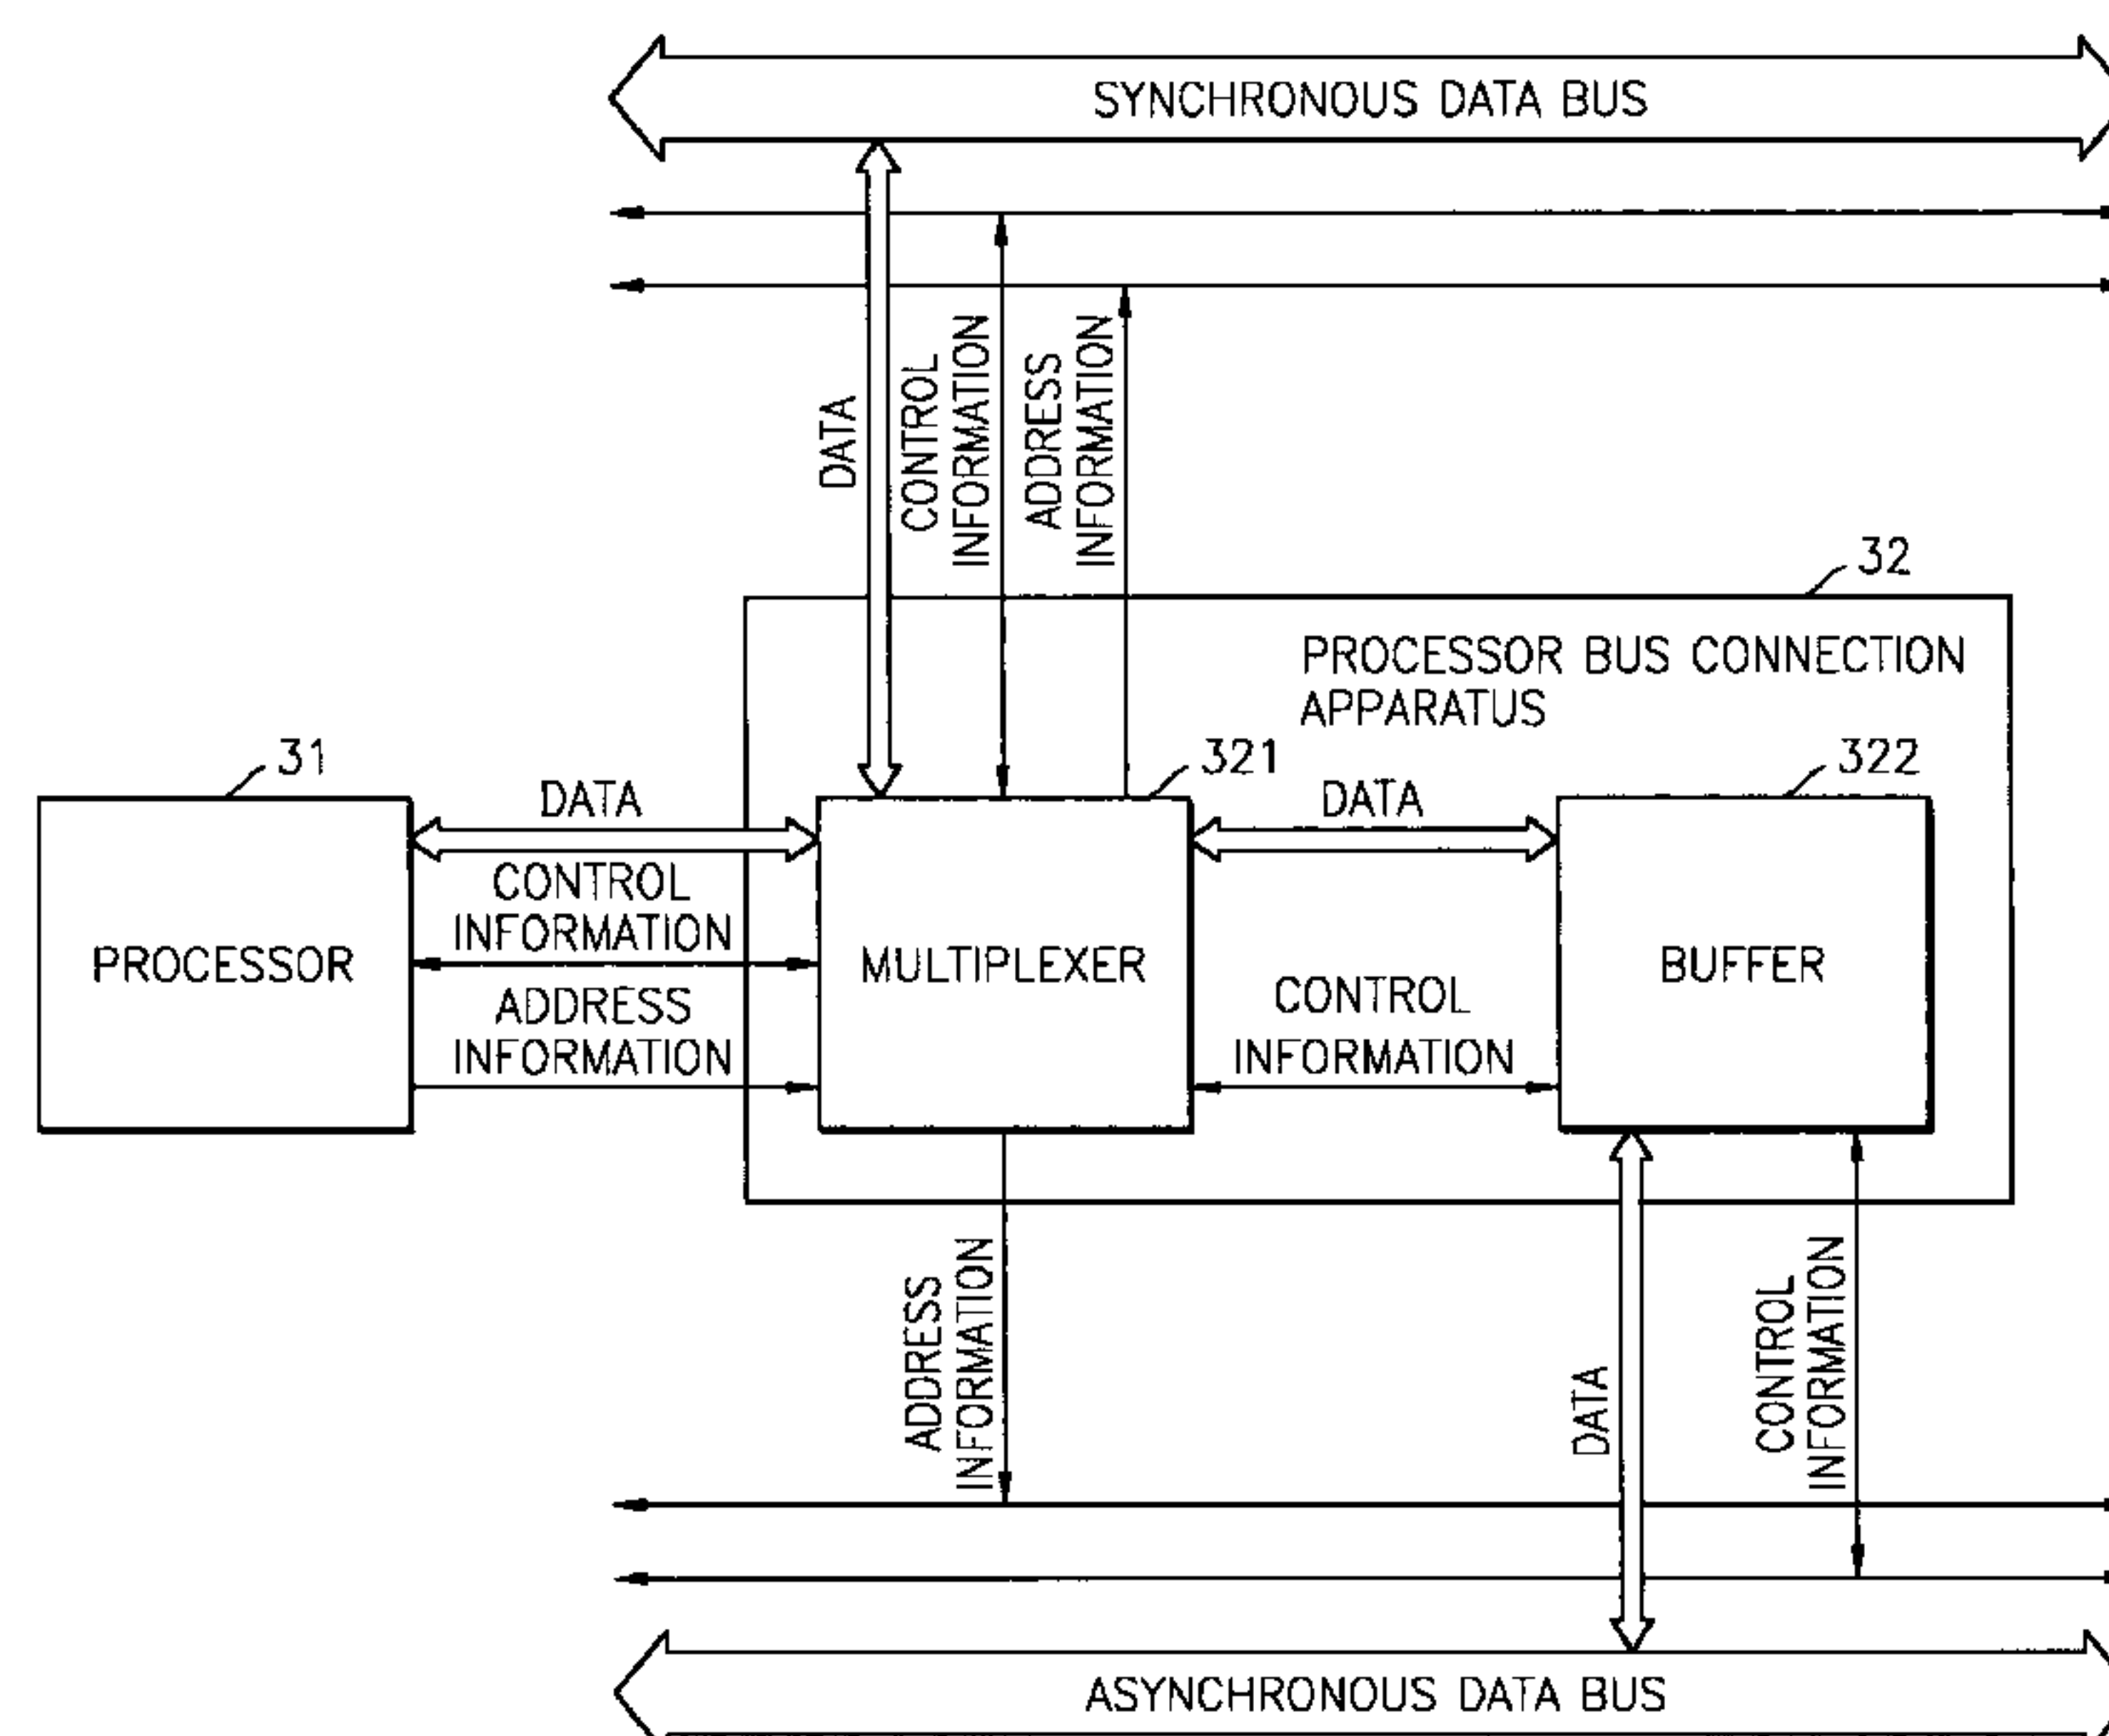 SYNCHRONOUS DATA BUS
DATA
CONTROL
INFORMATION
ADDRESS
INFORMATION
32
PROCESSOR BUS CONNECTION
APPARATUS
31
321
322
DATA
DATA
CONTROL
INFORMATION
PROCESSOR
MULTIPLEXER
BUFFER
ADDRESS
INFORMATION
CONTROL
INFORMATION
ADDRESS
INFORMATION
DATA
CONTROL
INFORMATION
ASYNCHRONOUS DATA BUS